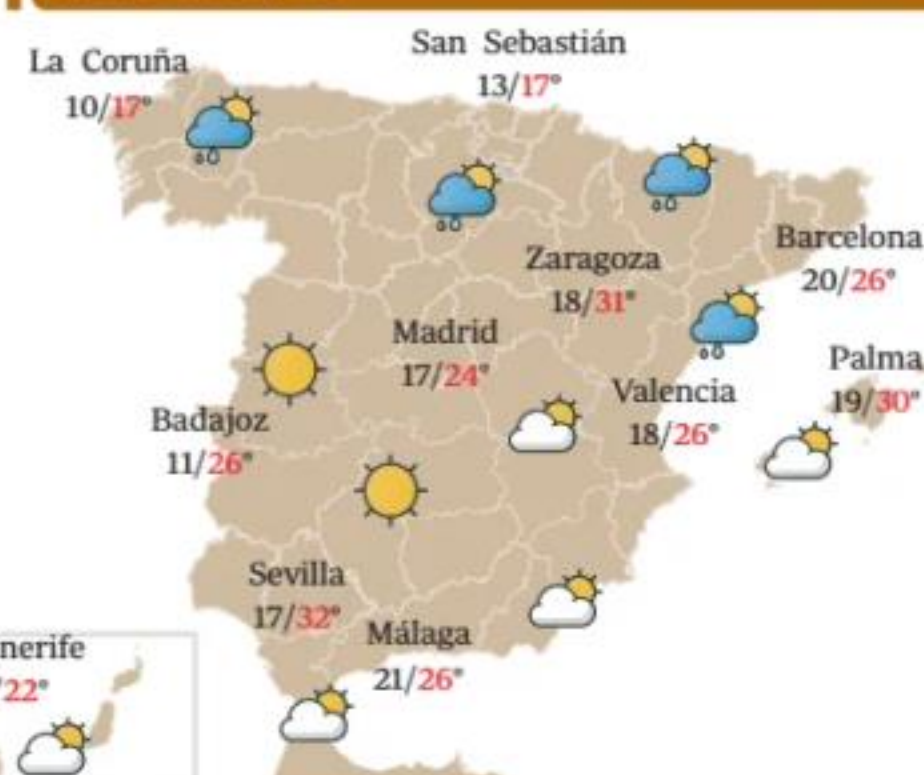 La Coruña
10/17°
San Sebastián
13/17°
Zaragoza
18/31°
Barcelona
20/26°
Madrid
17/24°
Valencia
18/26°
Palma
19/30°
Badajoz
11/26°
Sevilla
17/32°
Málaga
21/26°
nerife
/22°